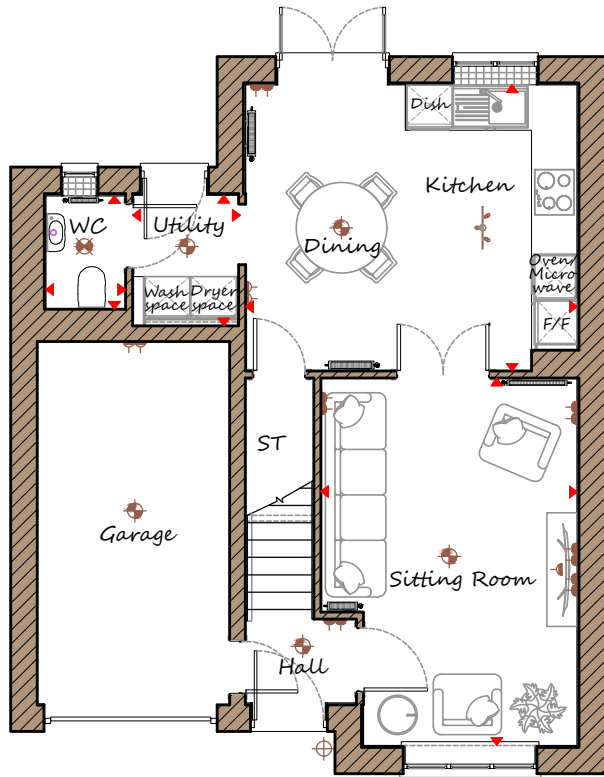 Dish
Kitchen
WC
Utility
Dining
Oven/
Micro
wave
Wash
space
Dryer
space
F/F
ST
Garage
Sitting Room
Hall